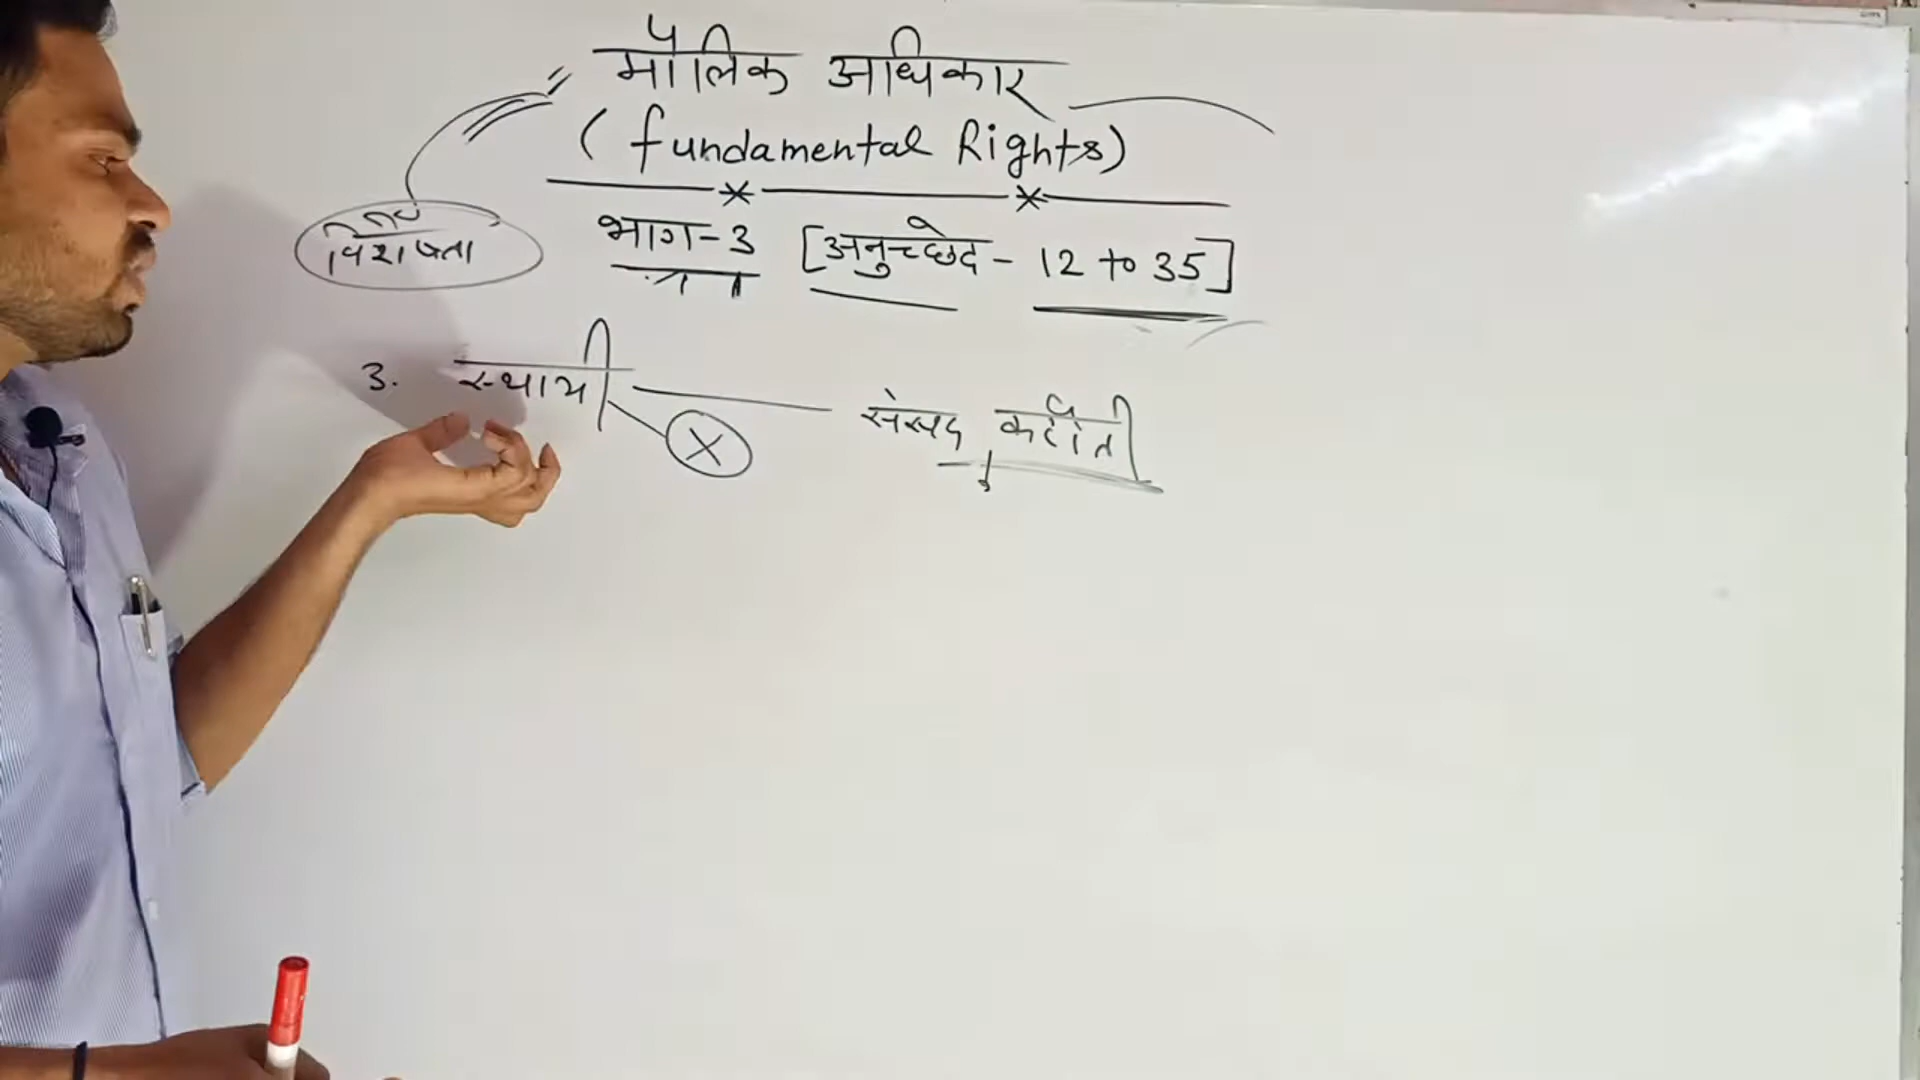 मौलिक अधिकार
(fundamental Rights)
विशेषता
भाग-3 [अनुच्छेद - 12 to 35]
3. स्थायी X संसद कटौती